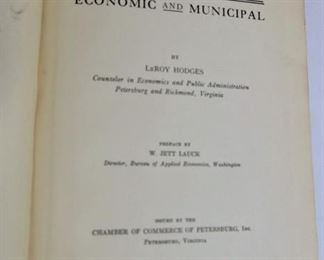 ECONOMIC AND MUNICIPAL
BY
LeROY HODGES
Counselor in Economics and Public Administration
Petersburg and Richmond, Virginia
PREFACE BY
W. JETT LAUCK
Director, Bureau of Applied Economics, Washington
ISSUED BY THE
CHAMBER OF COMMERCE OF PETERSBURG, Inc.
Petersburg, Virginia